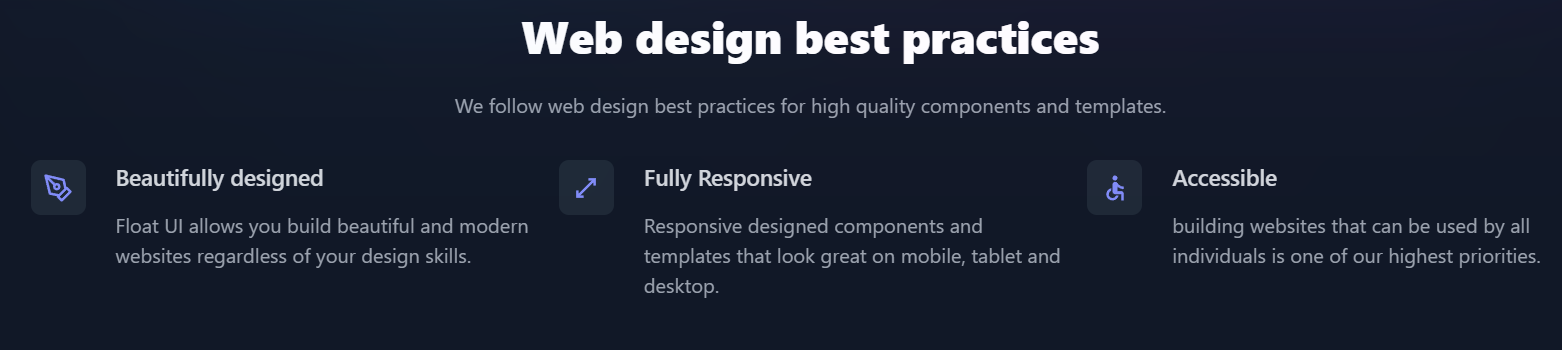 Web design best practices
We follow web design best practices for high quality components and templates.
Beautifully designed
Float UI allows you build beautiful and modern
websites regardless of your design skills.
Fully Responsive
Responsive designed components and
templates that look great on mobile, tablet and
desktop.
Accessible
building websites that can be used by all
individuals is one of our highest priorities.